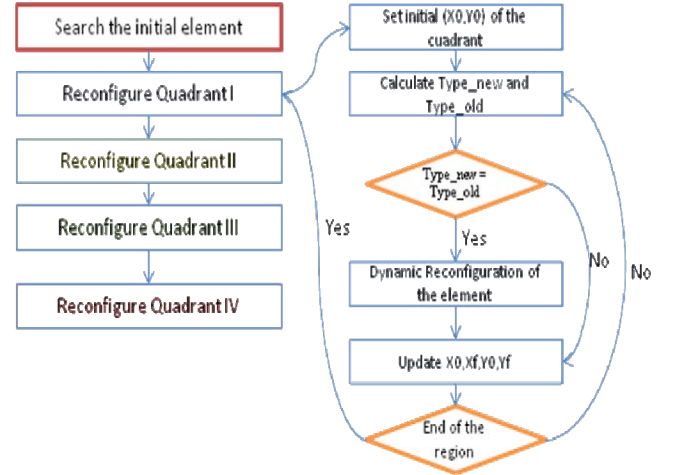 Search the initial element
Reconfigure Quadrant I
Reconfigure Quadrant II
Reconfigure Quadrant III
Reconfigure Quadrant IV
Set initial (X0,Y0) of the
cuadrant
Calculate Type_new and
Type_old
Type_new =
Type_old
Yes
Yes
No
No
Dynamic Reconfiguration of
the element
Update X0,Xf,Y0,Yf
End of the
region